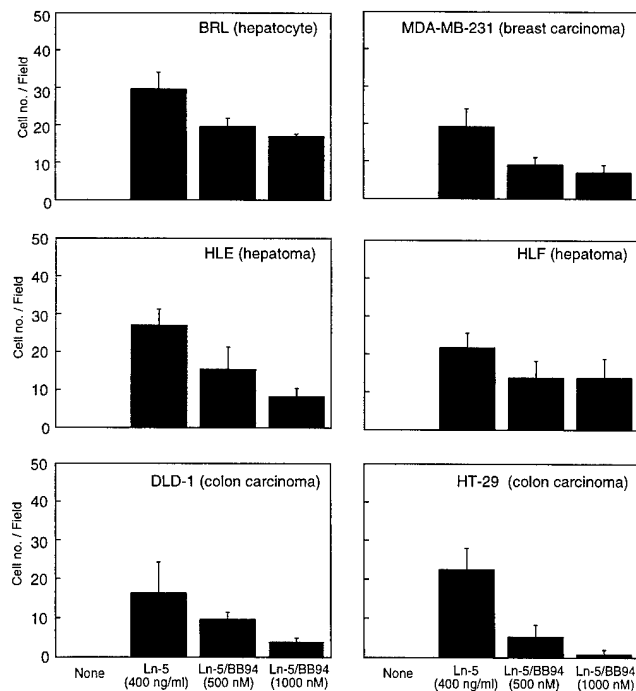 BRL (hepatocyte)
Cell no. / Field
50
40
30
20
10
0
MDA-MB-231 (breast carcinoma)
HLE (hepatoma)
Cell no. / Field
50
40
30
20
10
0
HLF (hepatoma)
DLD-1 (colon carcinoma)
Cell no. / Field
50
40
30
20
10
0
HT-29 (colon carcinoma)
None
Ln-5
(400 ng/ml)
Ln-5/BB94
(500 nM)
Ln-5/BB94
(1000 nM)
None
Ln-5
(400 ng/ml)
Ln-5/BB94
(500 nM)
Ln-5/BB94
(1000 nM)